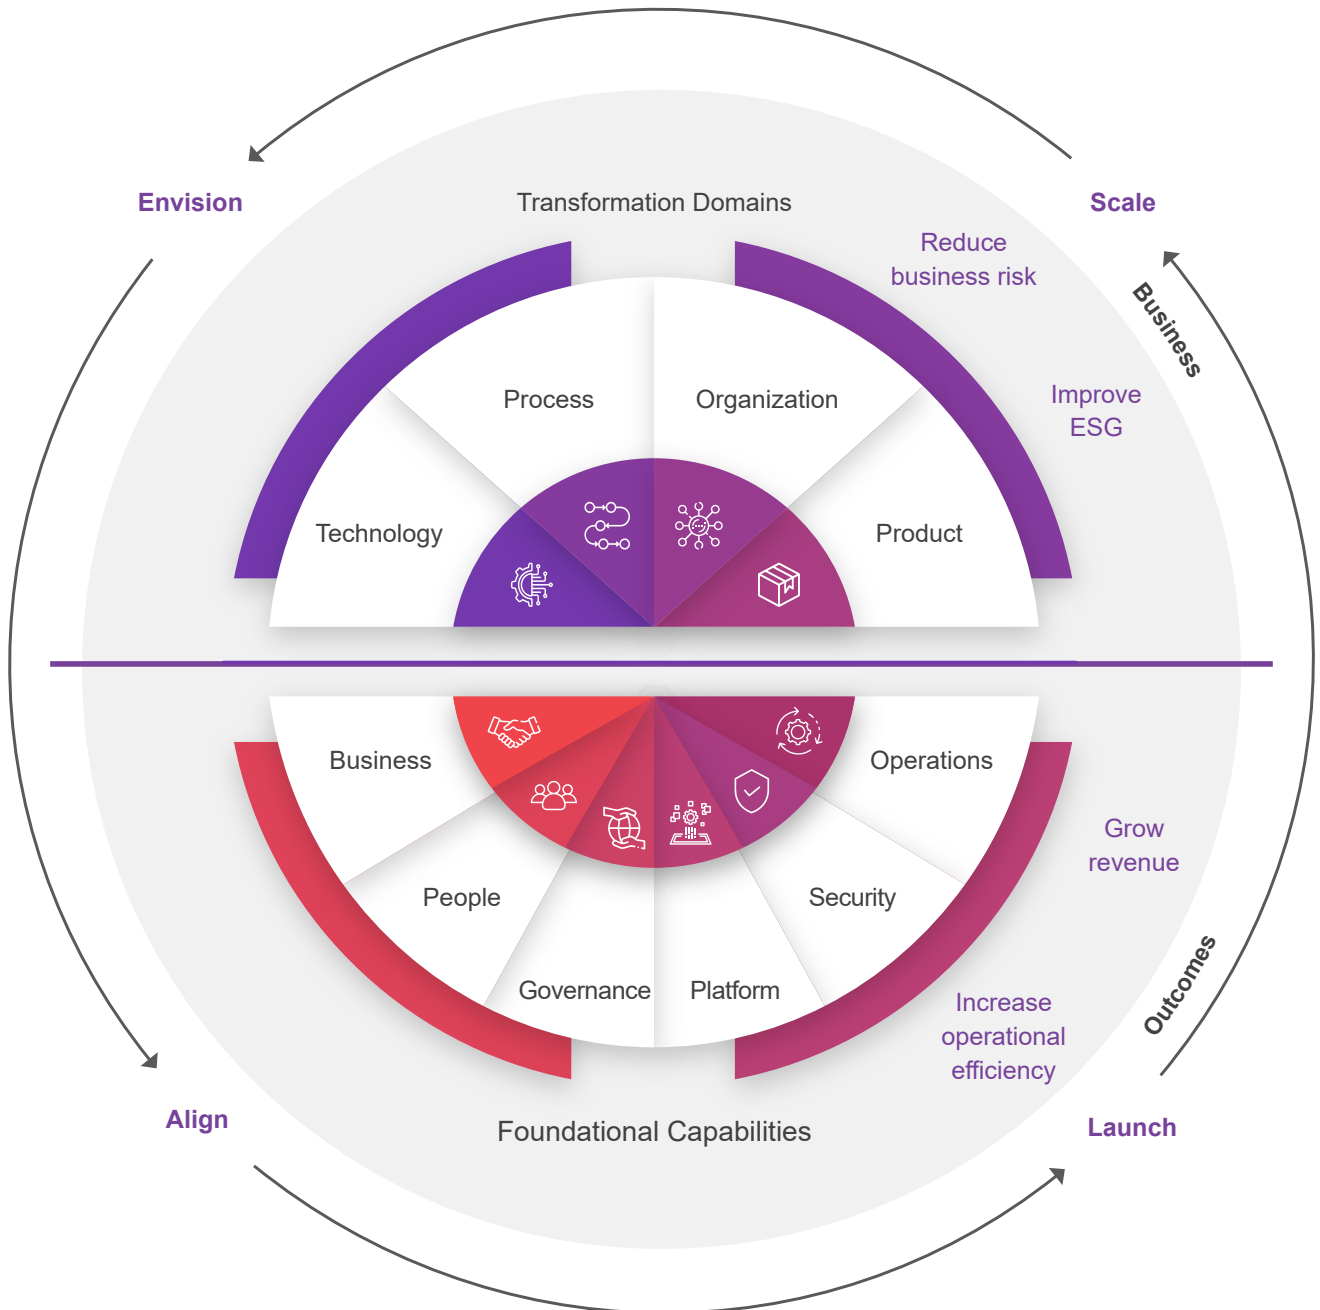 Envision
Transformation Domains
Scale
Reduce
business risk
Business
Improve
ESG
Process
Organization
Technology
Product
Business
Operations
People
Security
Governance
Platform
Grow
revenue
Outcomes
Increase
operational
efficiency
Align
Foundational Capabilities
Launch